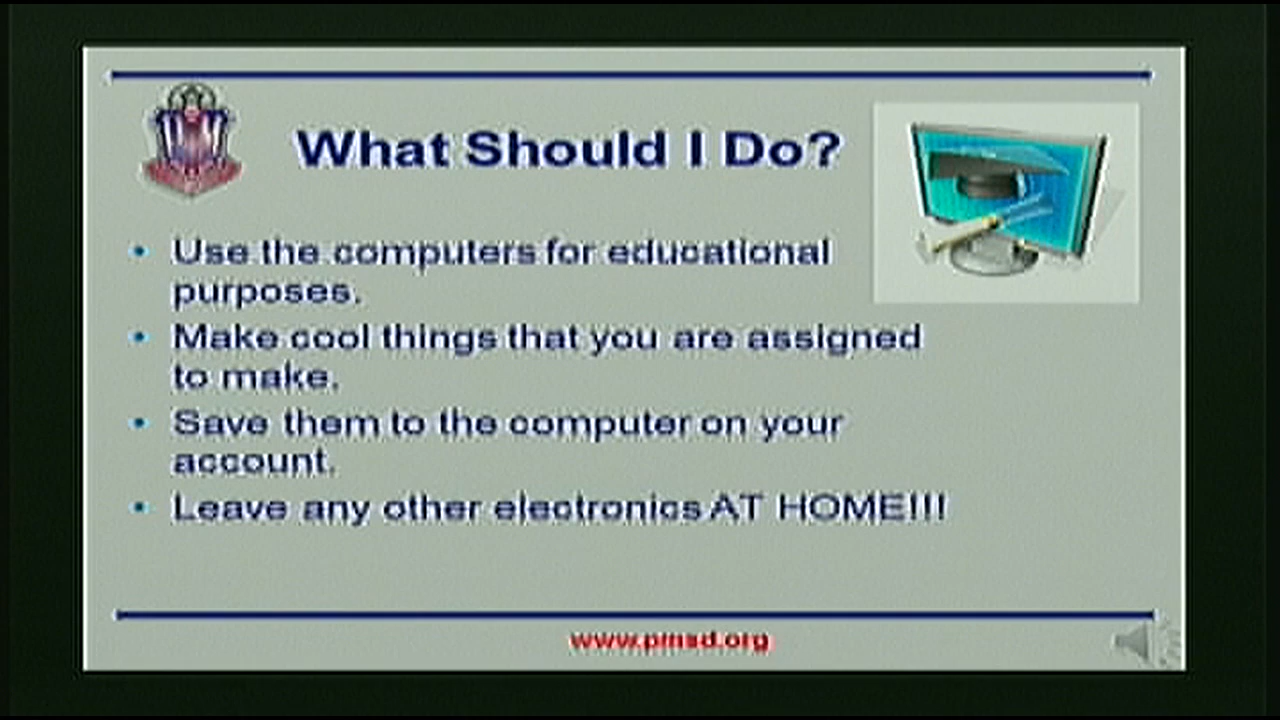 What Should I Do?
• Use the computers for educational
purposes.
• Make cool things that you are assigned
to make.
• Save them to the computer on your
account.
• Leave any other electronics AT HOME!!!
www.pmsd.org